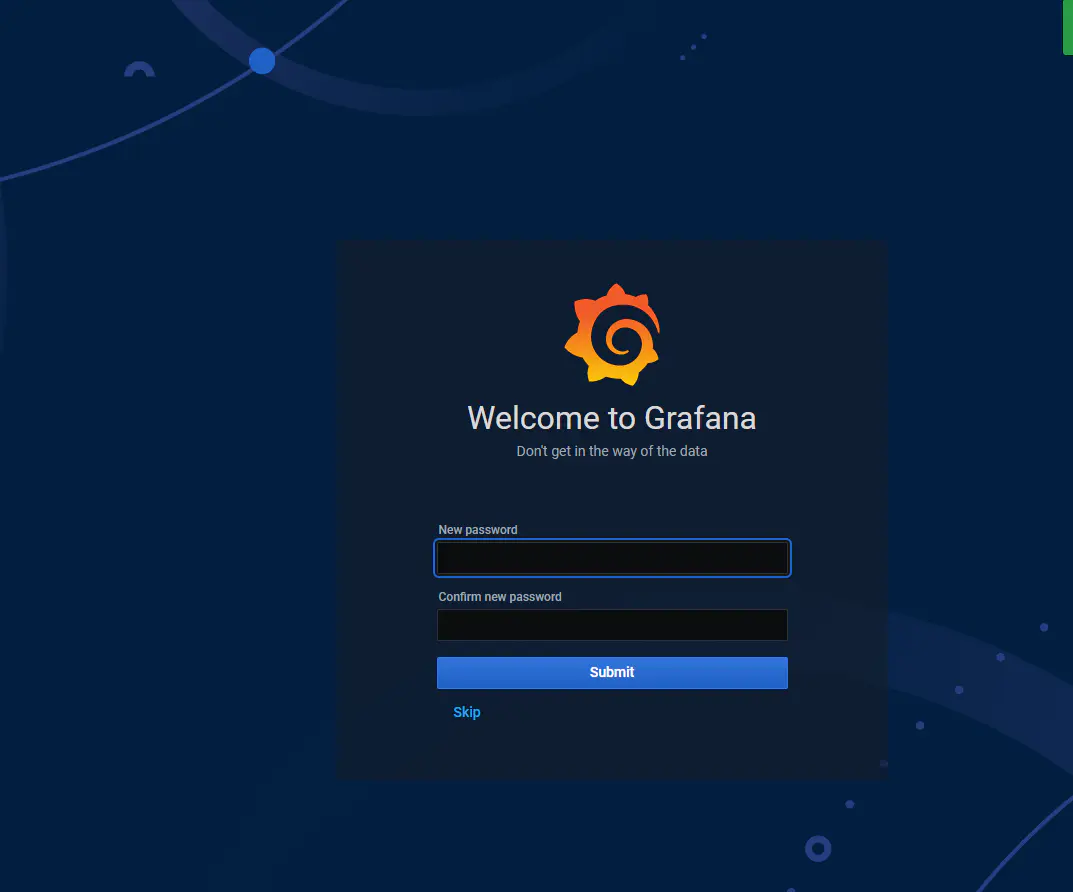 Welcome to Grafana
Don't get in the way of the data
New password
Confirm new password
Submit
Skip